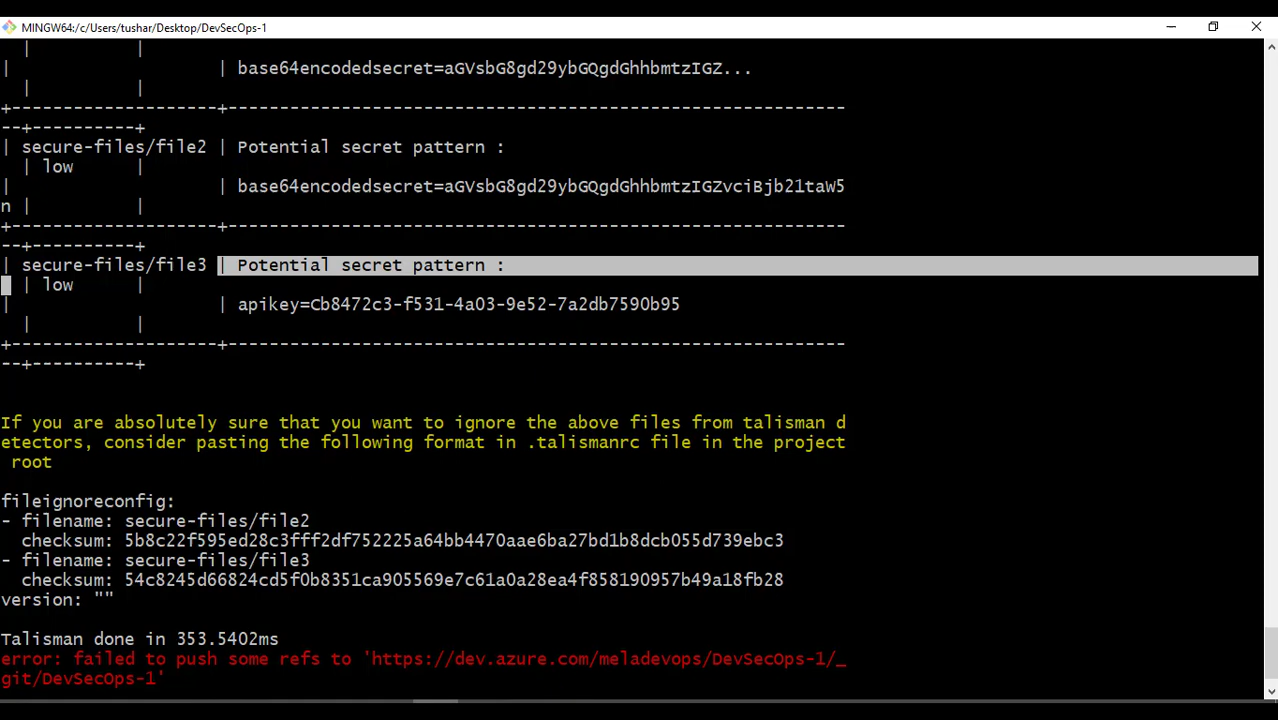 MINGW64:/c/Users/tushar/Desktop/DevSecOps-1
|   |          |
|                     | base64encodedsecret=aGVsbG8gd29ybGQgdGhhbmtzIGZ...
|   |          |
+---------------------+------------------------------------------------------------
--+----------+
| secure-files/file2 | Potential secret pattern :
  | low      |
|                     | base64encodedsecret=aGVsbG8gd29ybGQgdGhhbmtzIGZvciBjb21taW5
n |          |
+---------------------+------------------------------------------------------------
--+----------+
| secure-files/file3 | Potential secret pattern :
  | low      |
|                     | apikey=Cb8472c3-f531-4a03-9e52-7a2db7590b95
  |          |
+---------------------+------------------------------------------------------------
--+----------+
If you are absolutely sure that you want to ignore the above files from talisman d
etectors, consider pasting the following format in .talismanrc file in the project
 root
fileignoreconfig:
- filename: secure-files/file2
  checksum: 5b8c22f595ed28c3fff2df752225a64bb4470aae6ba27bd1b8dcb055d739ebc3
- filename: secure-files/file3
  checksum: 54c8245d66824cd5f0b8351ca905569e7c61a0a28ea4f858190957b49a18fb28
version: ""
Talisman done in 353.5402ms
error: failed to push some refs to 'https://dev.azure.com/meladevops/DevSecOps-1/_
git/DevSecOps-1'